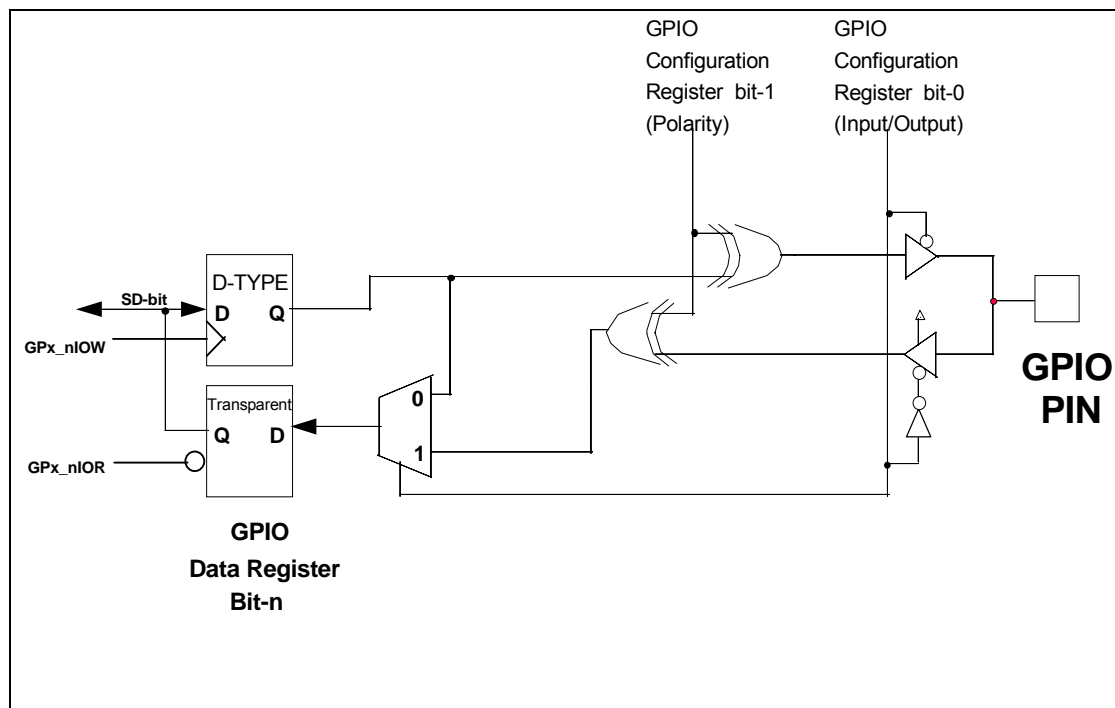 GPIO
Configuration
Register bit-1
(Polarity)
GPIO
Configuration
Register bit-0
(Input/Output)
D-TYPE
SD-bit
D
Q
GPx_nIOW
Transparent
Q
D
GPx_nIOR
0
1
GPIO
PIN
GPIO
Data Register
Bit-n